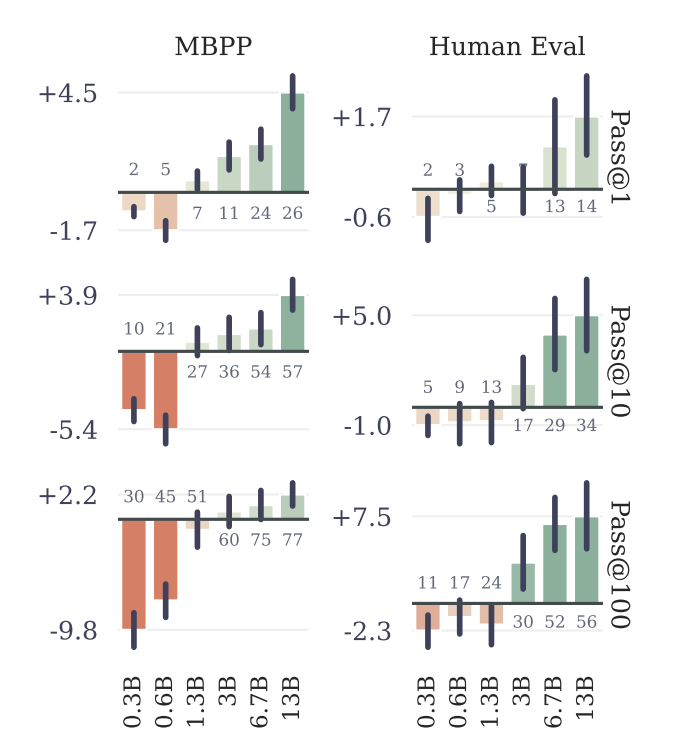 MBPP
Human Eval
+4.5
-1.7
2 5 7 11 24 26
+1.7
-0.6
2 3 5 7 13 14
Pass@1
+3.9
-5.4
10 21 27 36 54 57
+5.0
-1.0
5 9 13 17 29 34
Pass@10
+2.2
-9.8
30 45 51 60 75 77
+7.5
-2.3
11 17 24 30 52 56
Pass@100
0.3B 0.6B 1.3B 3B 6.7B 13B
0.3B 0.6B 1.3B 3B 6.7B 13B